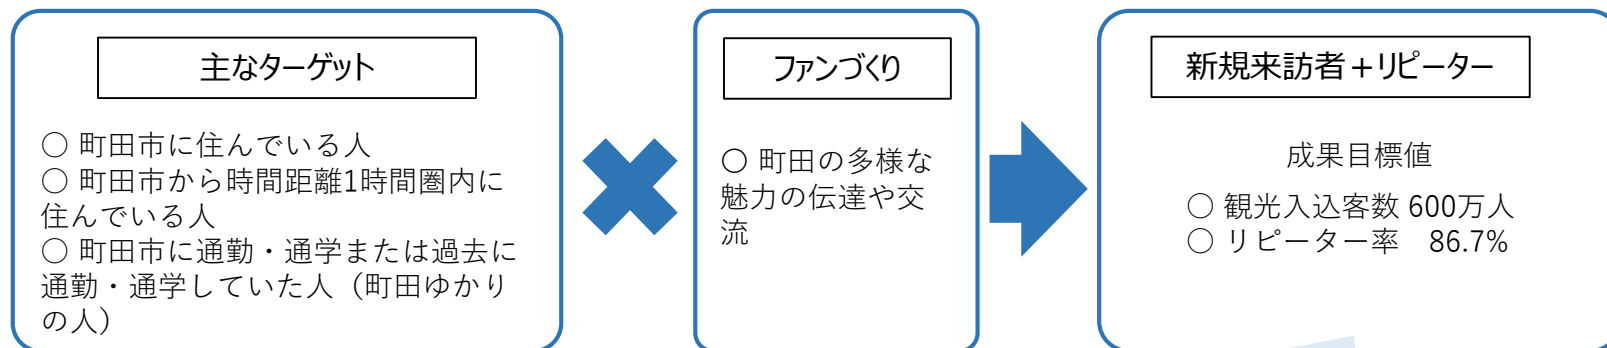 主なターゲット
○ 町田市に住んでいる人
○ 町田市から時間距離1時間圏内に
住んでいる人
○ 町田市に通勤・通学または過去に
通勤・通学していた人（町田ゆかり
の人）
ファンづくり
○ 町田の多様な
魅力の伝達や交
流
新規来訪者＋リピーター
成果目標値
○ 観光入込客数 600万人
○ リピーター率　86.7%